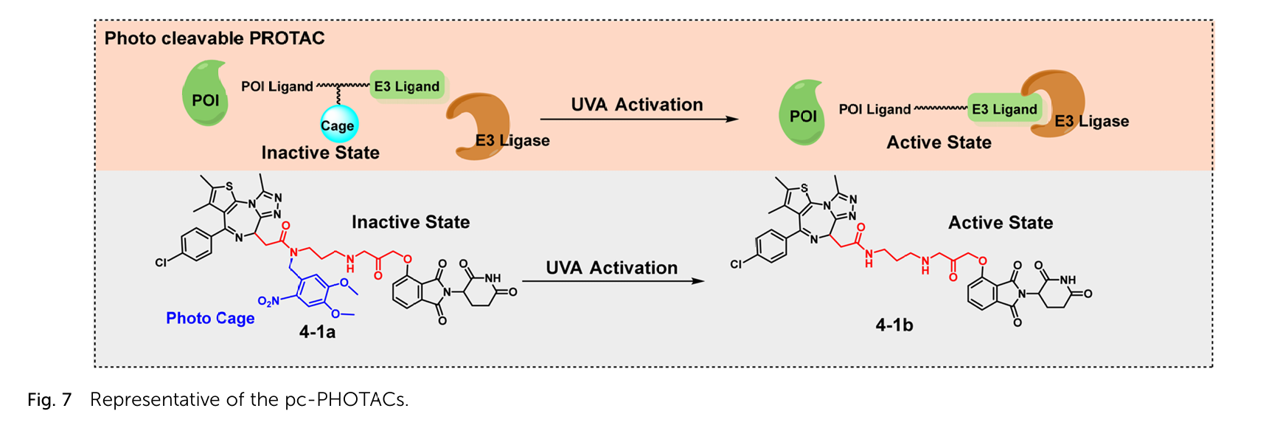 Photo cleavable PROTAC
POI
POI Ligand
E3 Ligand
Cage
Inactive State
E3 Ligase
UVA Activation
POI
POI Ligand
E3 Ligand
E3 Ligase
Active State
Inactive State
S
N
N
N
N
Cl
O
N
N
H
O
O
O
O
N
O
NH
O
O2N
O
O
Photo Cage
4-1a
UVA Activation
Active State
S
N
N
N
N
Cl
O
N
H
N
H
O
O
O
O
N
O
NH
O
4-1b
Fig. 7 Representative of the pc-PHOTACs.